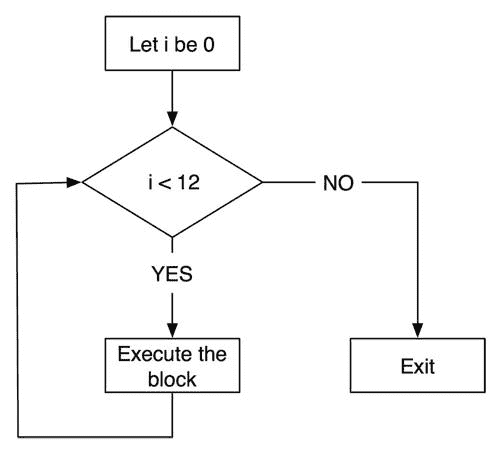 Let i be 0
i < 12
NO
YES
Execute the
block
Exit